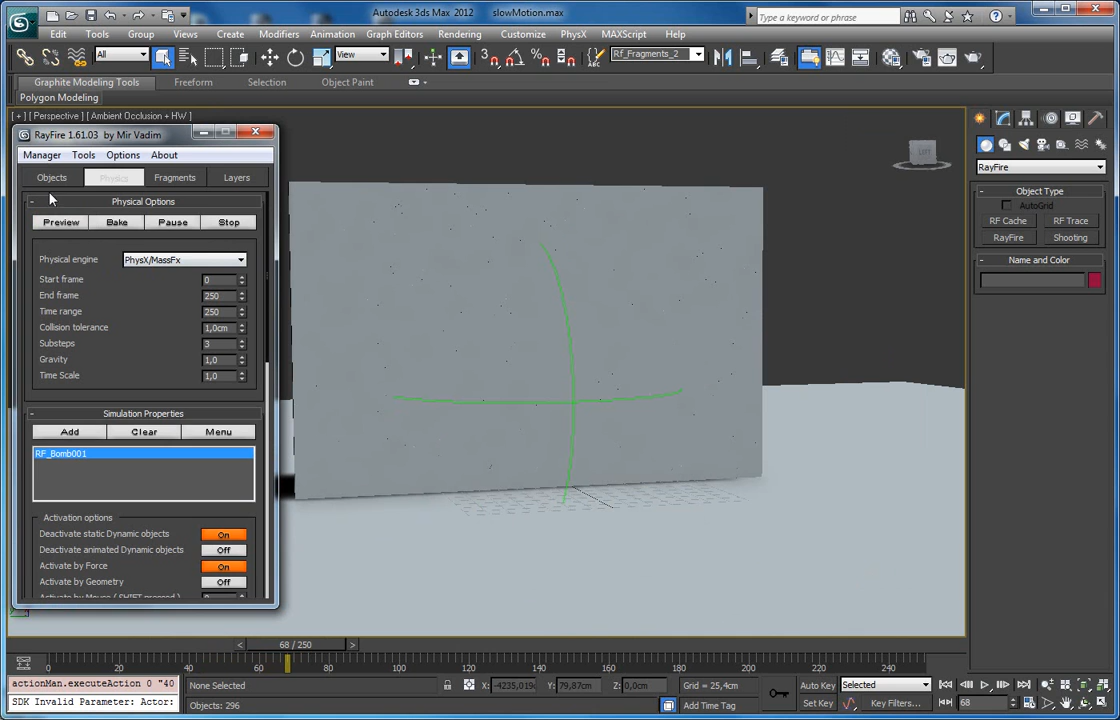 Autodesk 3ds Max 2012 slowMotion.max
Type a keyword or phrase
Edit Tools Group Views Create Modifiers Animation Graph Editors Rendering Customize PhysX MAXScript Help
All View 3 Rf_Fragments_2
Graphite Modeling Tools Freeform Selection Object Paint
Polygon Modeling
[ + ] [ Perspective ] [ Ambient Occlusion + HW ]
RayFire 1.61.03 by Mir Vadim
Manager Tools Options About
Objects Physics Fragments Layers
- Physical Options
Preview Bake Pause Stop
Physical engine PhysX/MassFx
Start frame 0
End frame 250
Time range 250
Collision tolerance 1,0cm
Substeps 3
Gravity 1,0
Time Scale 1,0
- Simulation Properties
Add Clear Menu
RF_Bomb001
Activation options
Deactivate static Dynamic objects On
Deactivate animated Dynamic objects Off
Activate by Force On
Activate by Geometry Off
Activate by Mouse ( SHIFT pressed )
LEFT
RayFire
- Object Type
AutoGrid
RF Cache RF Trace
RayFire Shooting
- Name and Color
< 68 / 250 >
0 20 40 60 80 100 120 140 160 180 200 220 240
actionMan.executeAction 0 "40
SDK Invalid Parameter: Actor:
None Selected
Objects: 296
X: -4235,019 Y: 79,87cm Z: 0,0cm Grid = 25,4cm
Add Time Tag
Auto Key Selected
Set Key Key Filters...
68